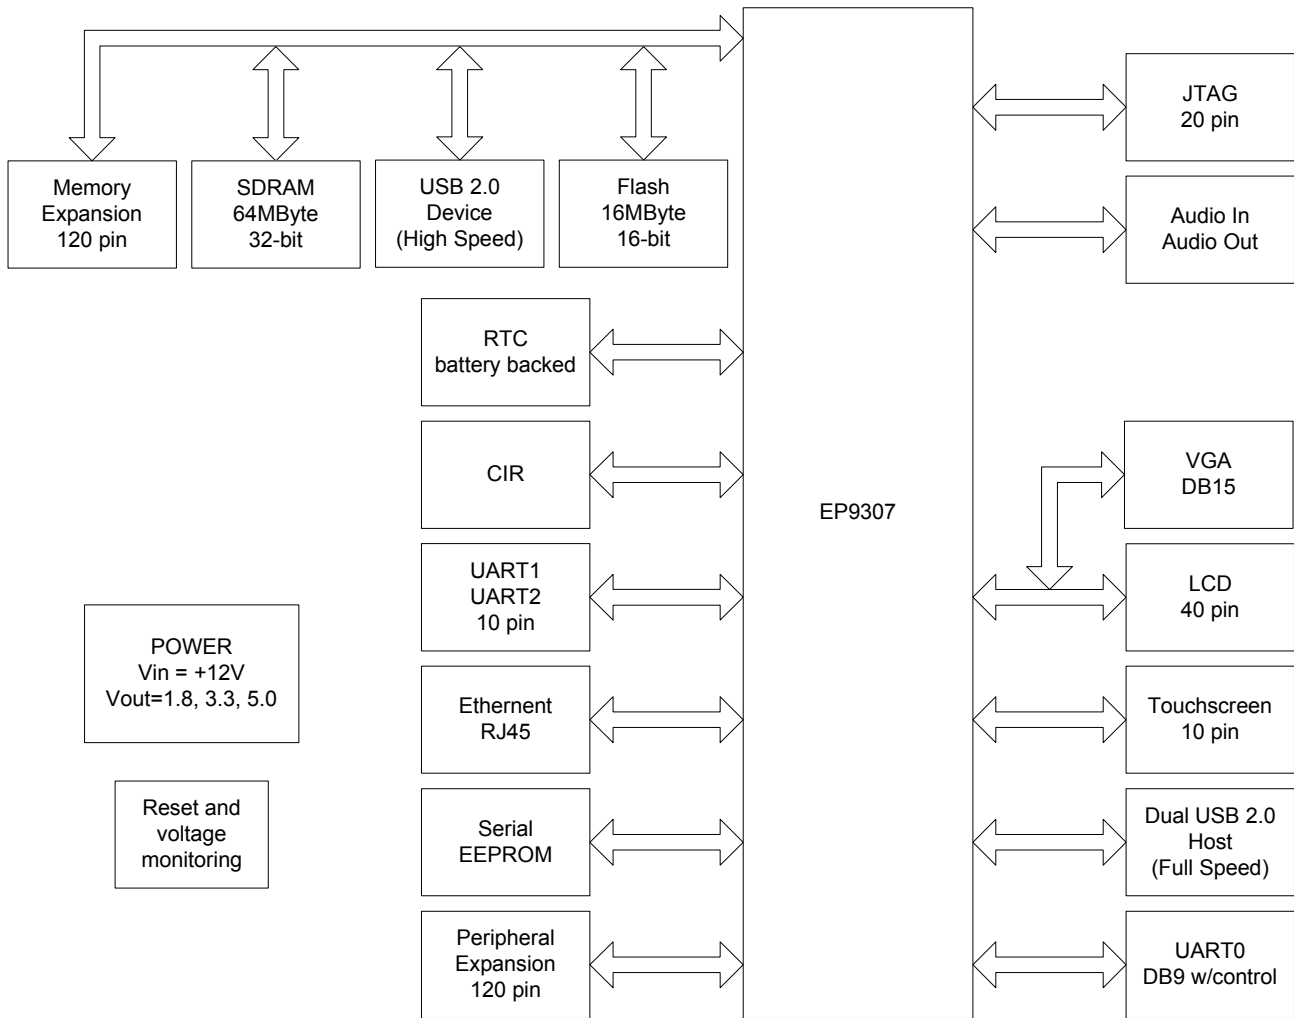 Memory
Expansion
120 pin
SDRAM
64MByte
32-bit
USB 2.0
Device
(High Speed)
Flash
16MByte
16-bit
RTC
battery backed
CIR
UART1
UART2
10 pin
Ethernent
RJ45
Serial
EEPROM
Peripheral
Expansion
120 pin
POWER
Vin = +12V
Vout=1.8, 3.3, 5.0
Reset and
voltage
monitoring
EP9307
JTAG
20 pin
Audio In
Audio Out
VGA
DB15
LCD
40 pin
Touchscreen
10 pin
Dual USB 2.0
Host
(Full Speed)
UART0
DB9 w/control